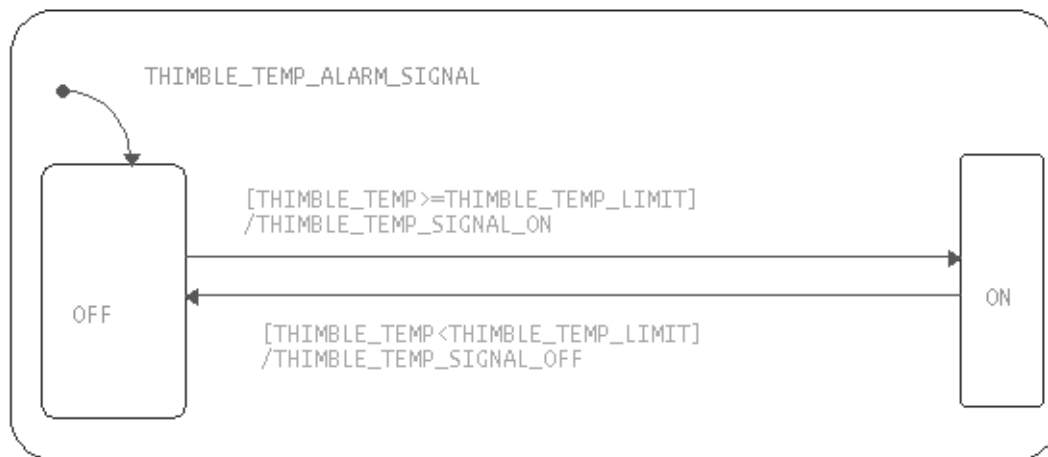 THIMBLE_TEMP_ALARM_SIGNAL
[THIMBLE_TEMP>=THIMBLE_TEMP_LIMIT]
/THIMBLE_TEMP_SIGNAL_ON
OFF
ON
[THIMBLE_TEMP<THIMBLE_TEMP_LIMIT]
/THIMBLE_TEMP_SIGNAL_OFF